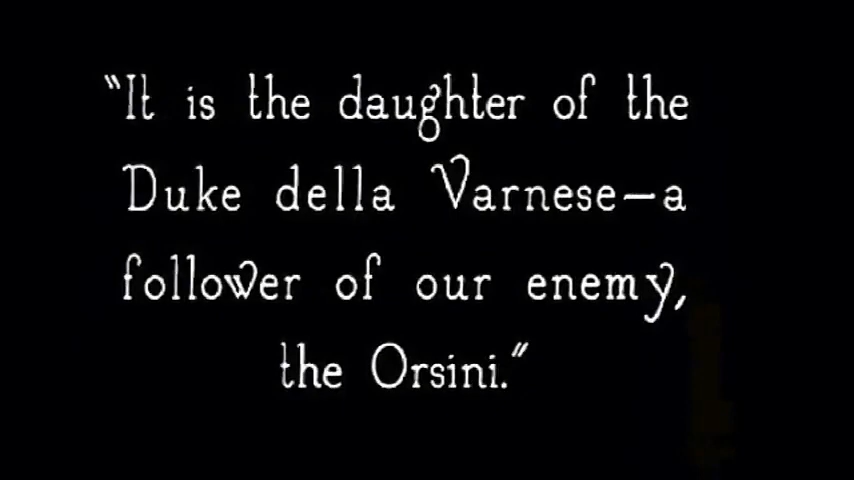 "It is the daughter of the
Duke della Varnese—a
follower of our enemy,
the Orsini."